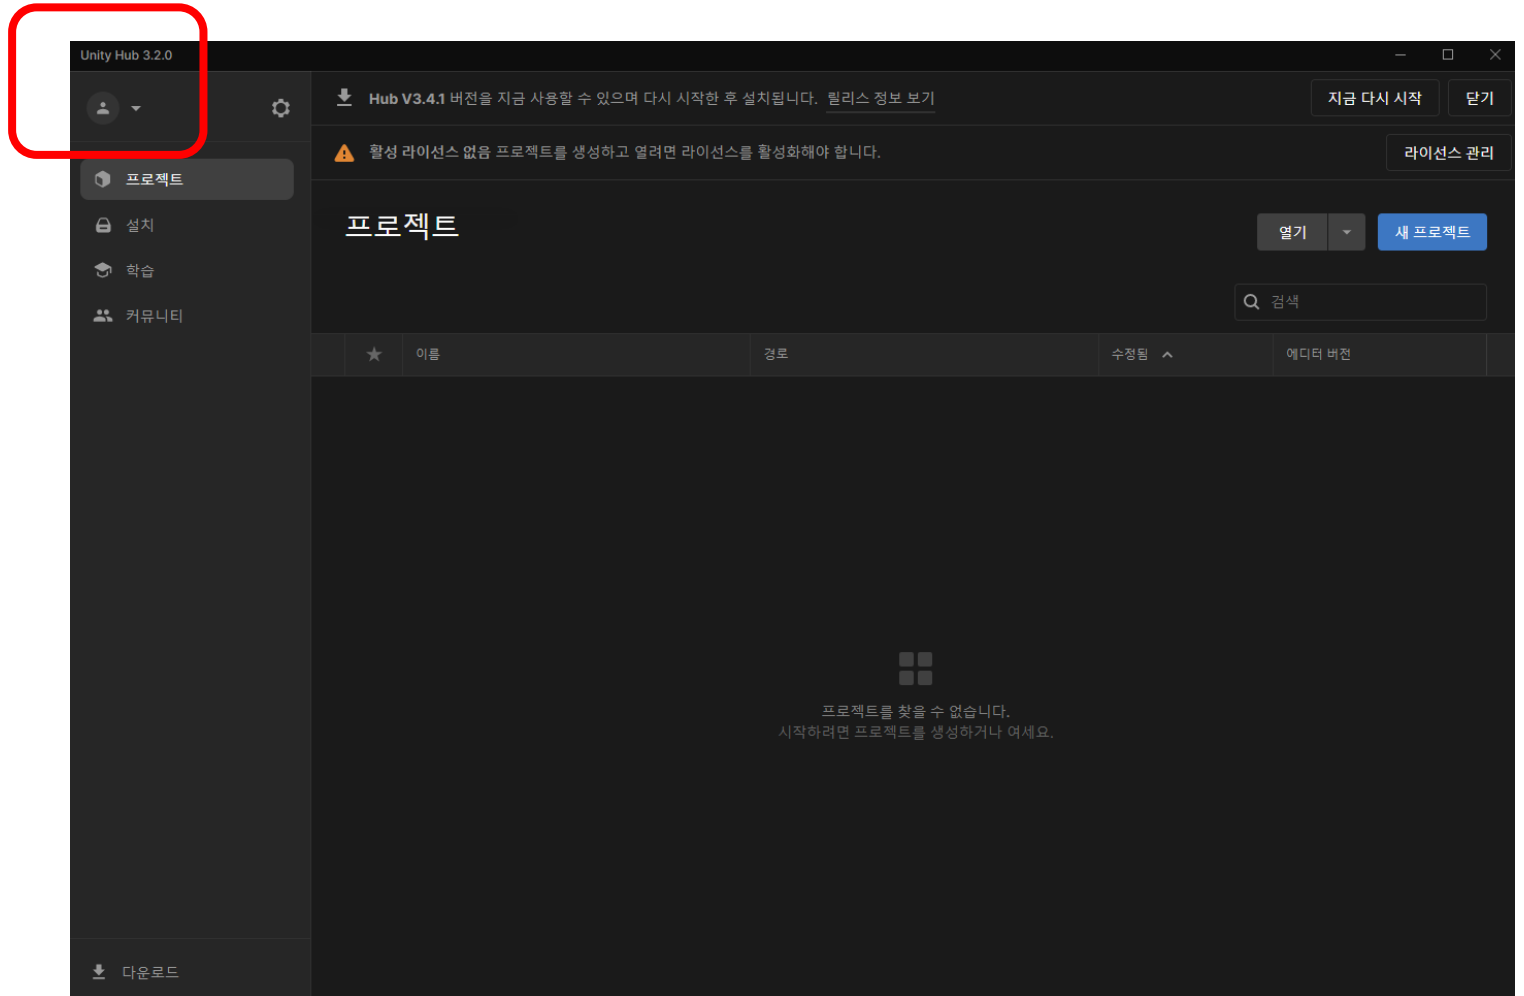 Unity Hub 3.2.0
Hub V3.4.1 버전을 지금 사용할 수 있으며 다시 시작한 후 설치됩니다. 릴리스 정보 보기
지금 다시 시작
닫기
활성 라이선스 없음 프로젝트를 생성하고 열려면 라이선스를 활성화해야 합니다.
라이선스 관리
프로젝트
설치
학습
커뮤니티
프로젝트
열기
새 프로젝트
검색
이름
경로
수정됨
에디터 버전
프로젝트를 찾을 수 없습니다.
시작하려면 프로젝트를 생성하거나 여세요.
다운로드